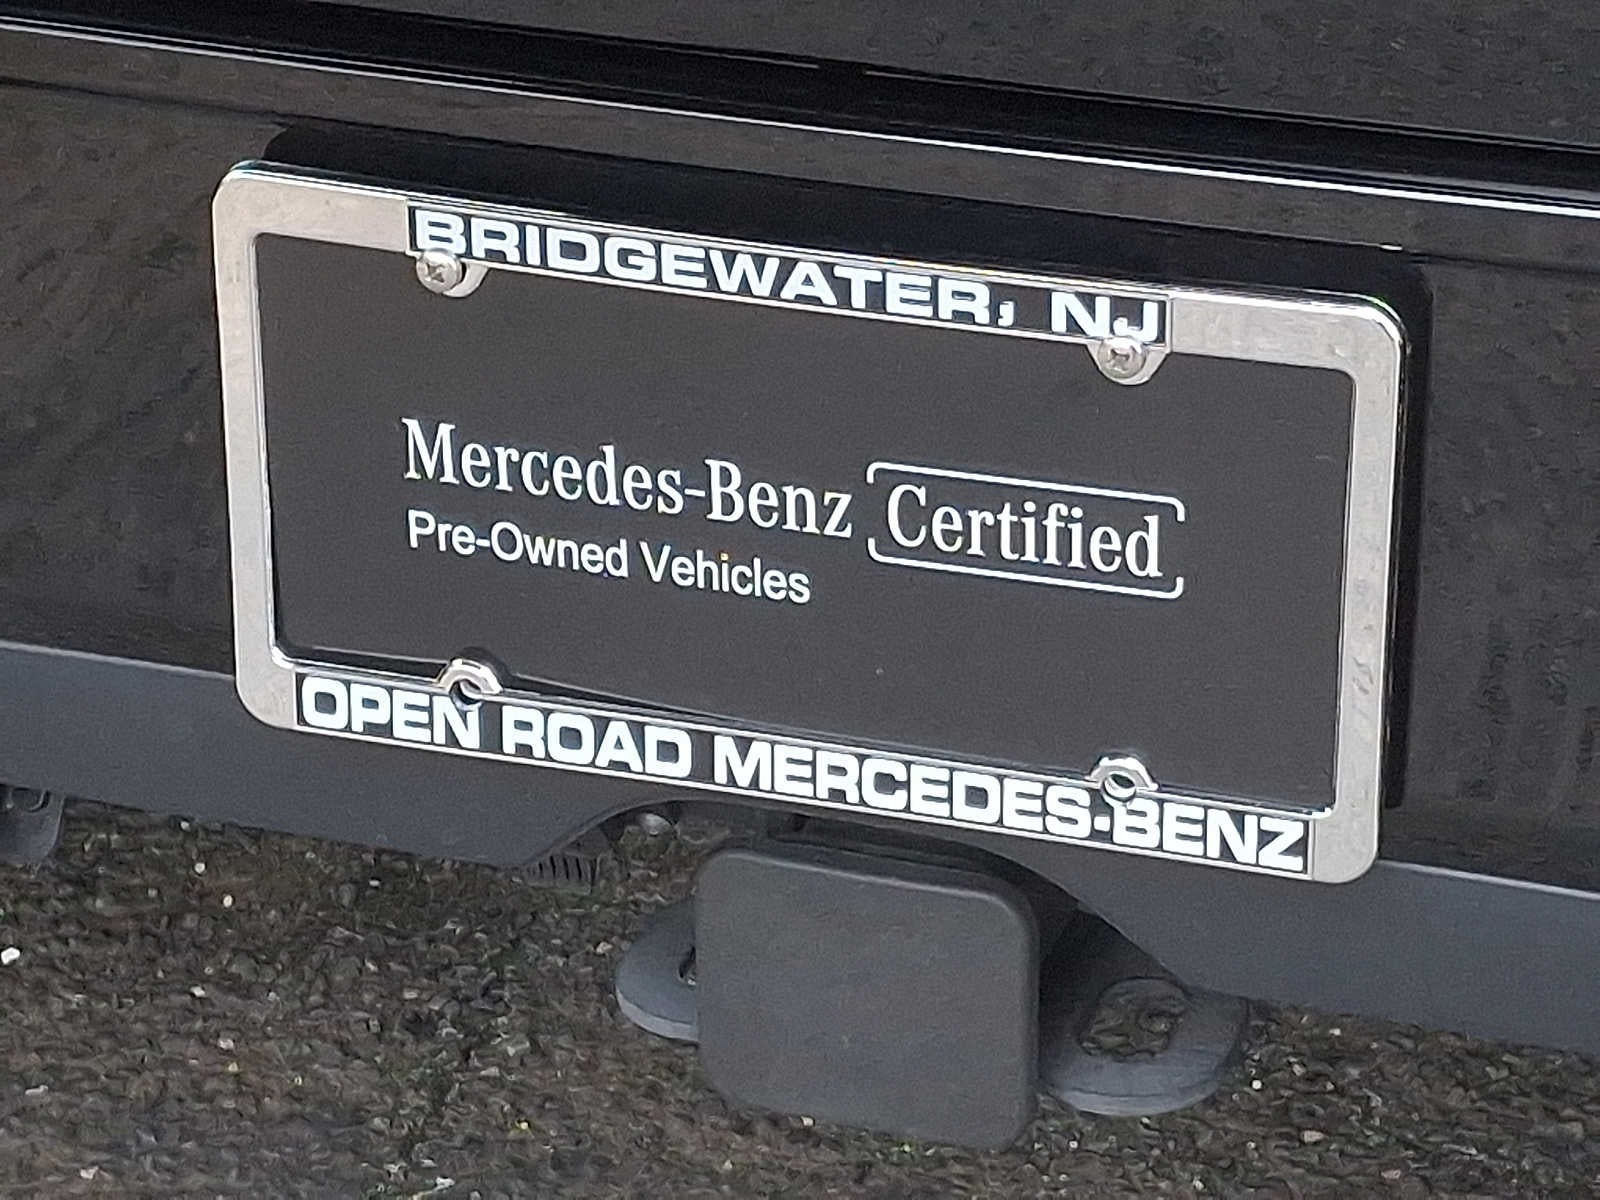 BRIDGEWATER, NJ
Mercedes-Benz Certified
Pre-Owned Vehicles
OPEN ROAD MERCEDES-BENZ